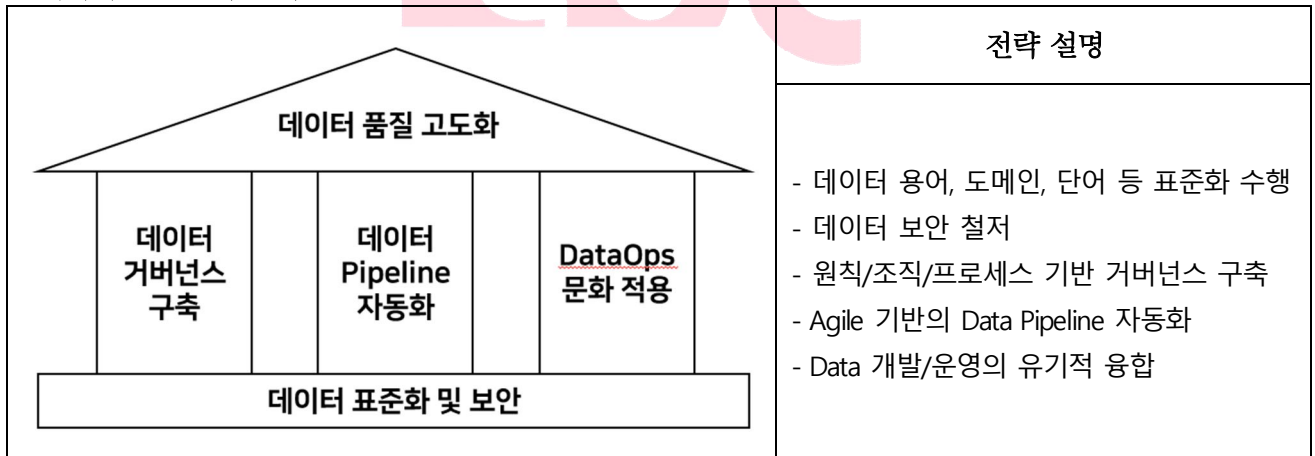 전략 설명
데이터 품질 고도화
데이터
거버넌스
구축
데이터
Pipeline
자동화
DataOps
문화 적용
데이터 표준화 및 보안
- 데이터 용어, 도메인, 단어 등 표준화 수행
- 데이터 보안 철저
- 원칙/조직/프로세스 기반 거버넌스 구축
- Agile 기반의 Data Pipeline 자동화
- Data 개발/운영의 유기적 융합